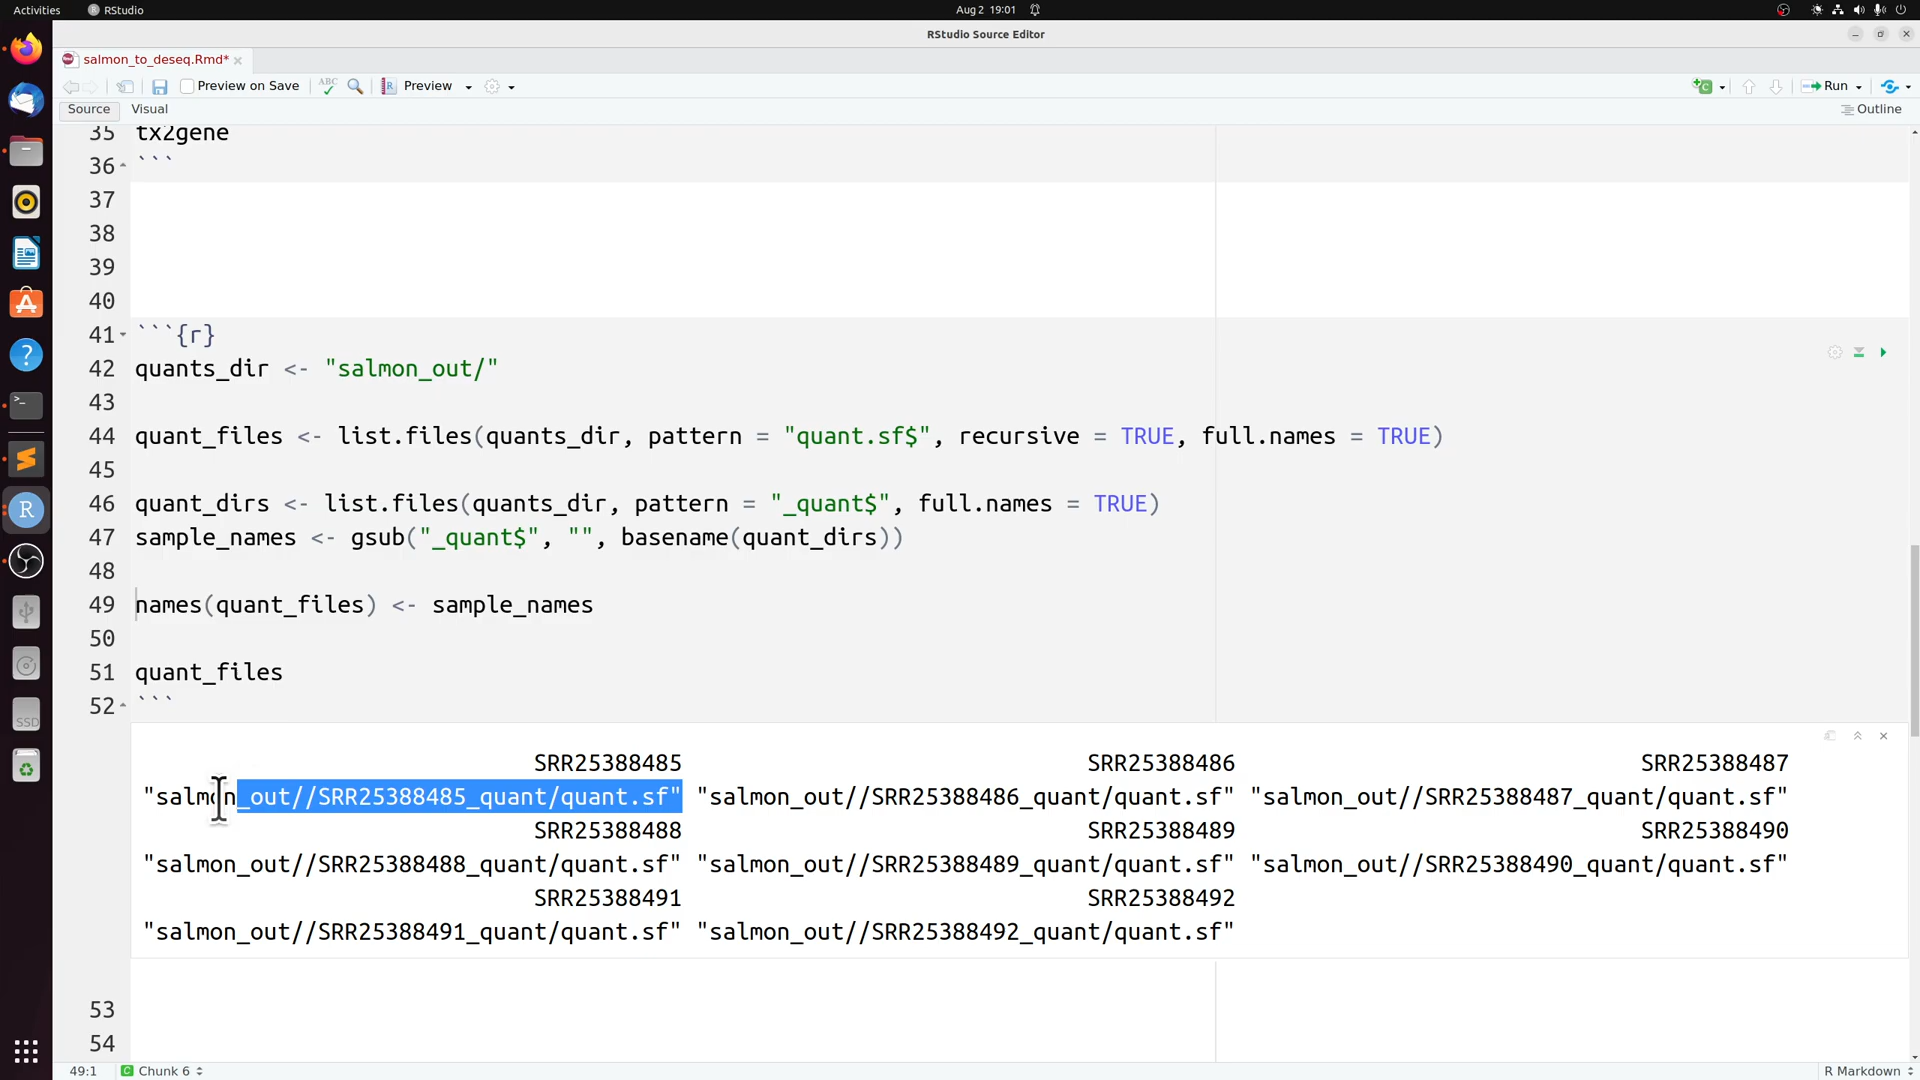 Activities RStudio Aug 2 19:01
RStudio Source Editor
salmon_to_deseq.Rmd*
Preview on Save ABC Preview Run
Source Visual Outline
35 tx2gene
36 ```
37
38
39
40
41 ```{r}
42 quants_dir <- "salmon_out/"
43
44 quant_files <- list.files(quants_dir, pattern = "quant.sf$", recursive = TRUE, full.names = TRUE)
45
46 quant_dirs <- list.files(quants_dir, pattern = "_quant$", full.names = TRUE)
47 sample_names <- gsub("_quant$", "", basename(quant_dirs))
48
49 names(quant_files) <- sample_names
50
51 quant_files
52 ```
SRR25388485 SRR25388486 SRR25388487
"salmon_out//SRR25388485_quant/quant.sf" "salmon_out//SRR25388486_quant/quant.sf" "salmon_out//SRR25388487_quant/quant.sf"
SRR25388488 SRR25388489 SRR25388490
"salmon_out//SRR25388488_quant/quant.sf" "salmon_out//SRR25388489_quant/quant.sf" "salmon_out//SRR25388490_quant/quant.sf"
SRR25388491 SRR25388492
"salmon_out//SRR25388491_quant/quant.sf" "salmon_out//SRR25388492_quant/quant.sf"
53
54
49:1 Chunk 6 R Markdown
SSD